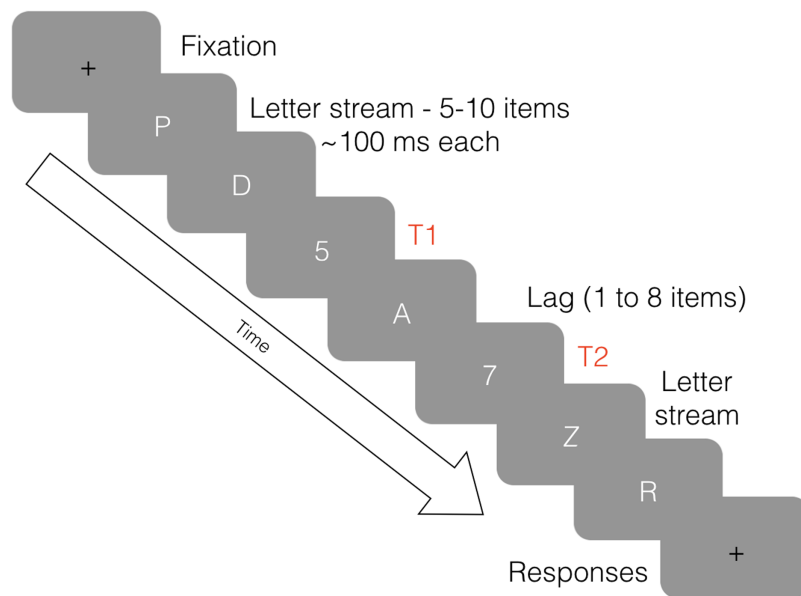 +
Fixation
P
Letter stream - 5-10 items
~100 ms each
D
5
T1
A
Lag (1 to 8 items)
Time
7
T2
Z
Letter
stream
R
+
Responses